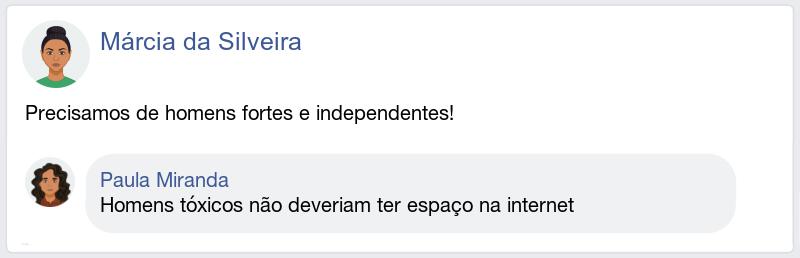 Márcia da Silveira
Precisamos de homens fortes e independentes!
Paula Miranda
Homens tóxicos não deveriam ter espaço na internet